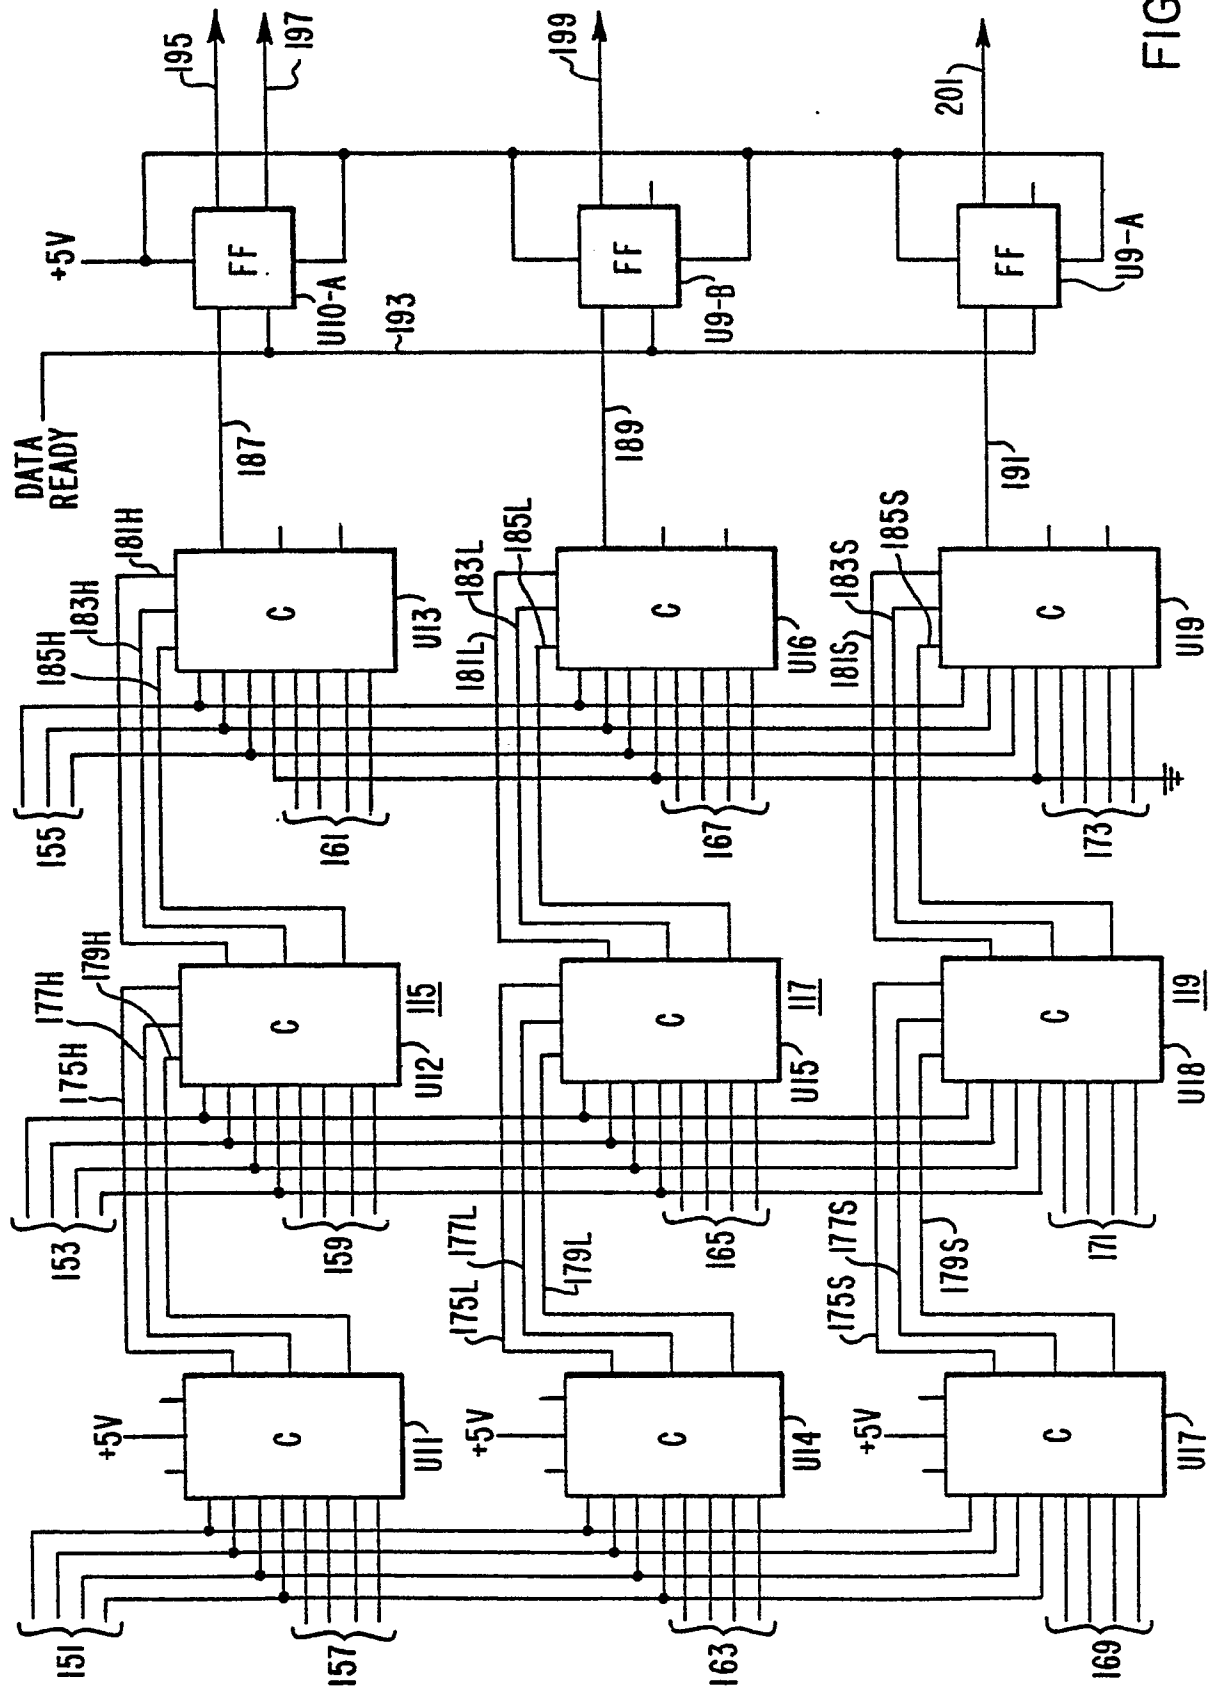 195
197
199
201
FIG
+5V
FF
U10-A
FF
U9-B
FF
U9-A
193
DATA
READY
187
189
191
181H
183H
185H
C
U13
181L
183L
185L
C
U16
181S
183S
185S
C
U19
155
161
167
173
175H
177H
179H
C
U12
115
C
U15
117
C
U18
119
153
159
165
171
175L
177L
179L
175S
177S
179S
+5V
C
U11
+5V
C
U14
+5V
C
U17
151
157
163
169